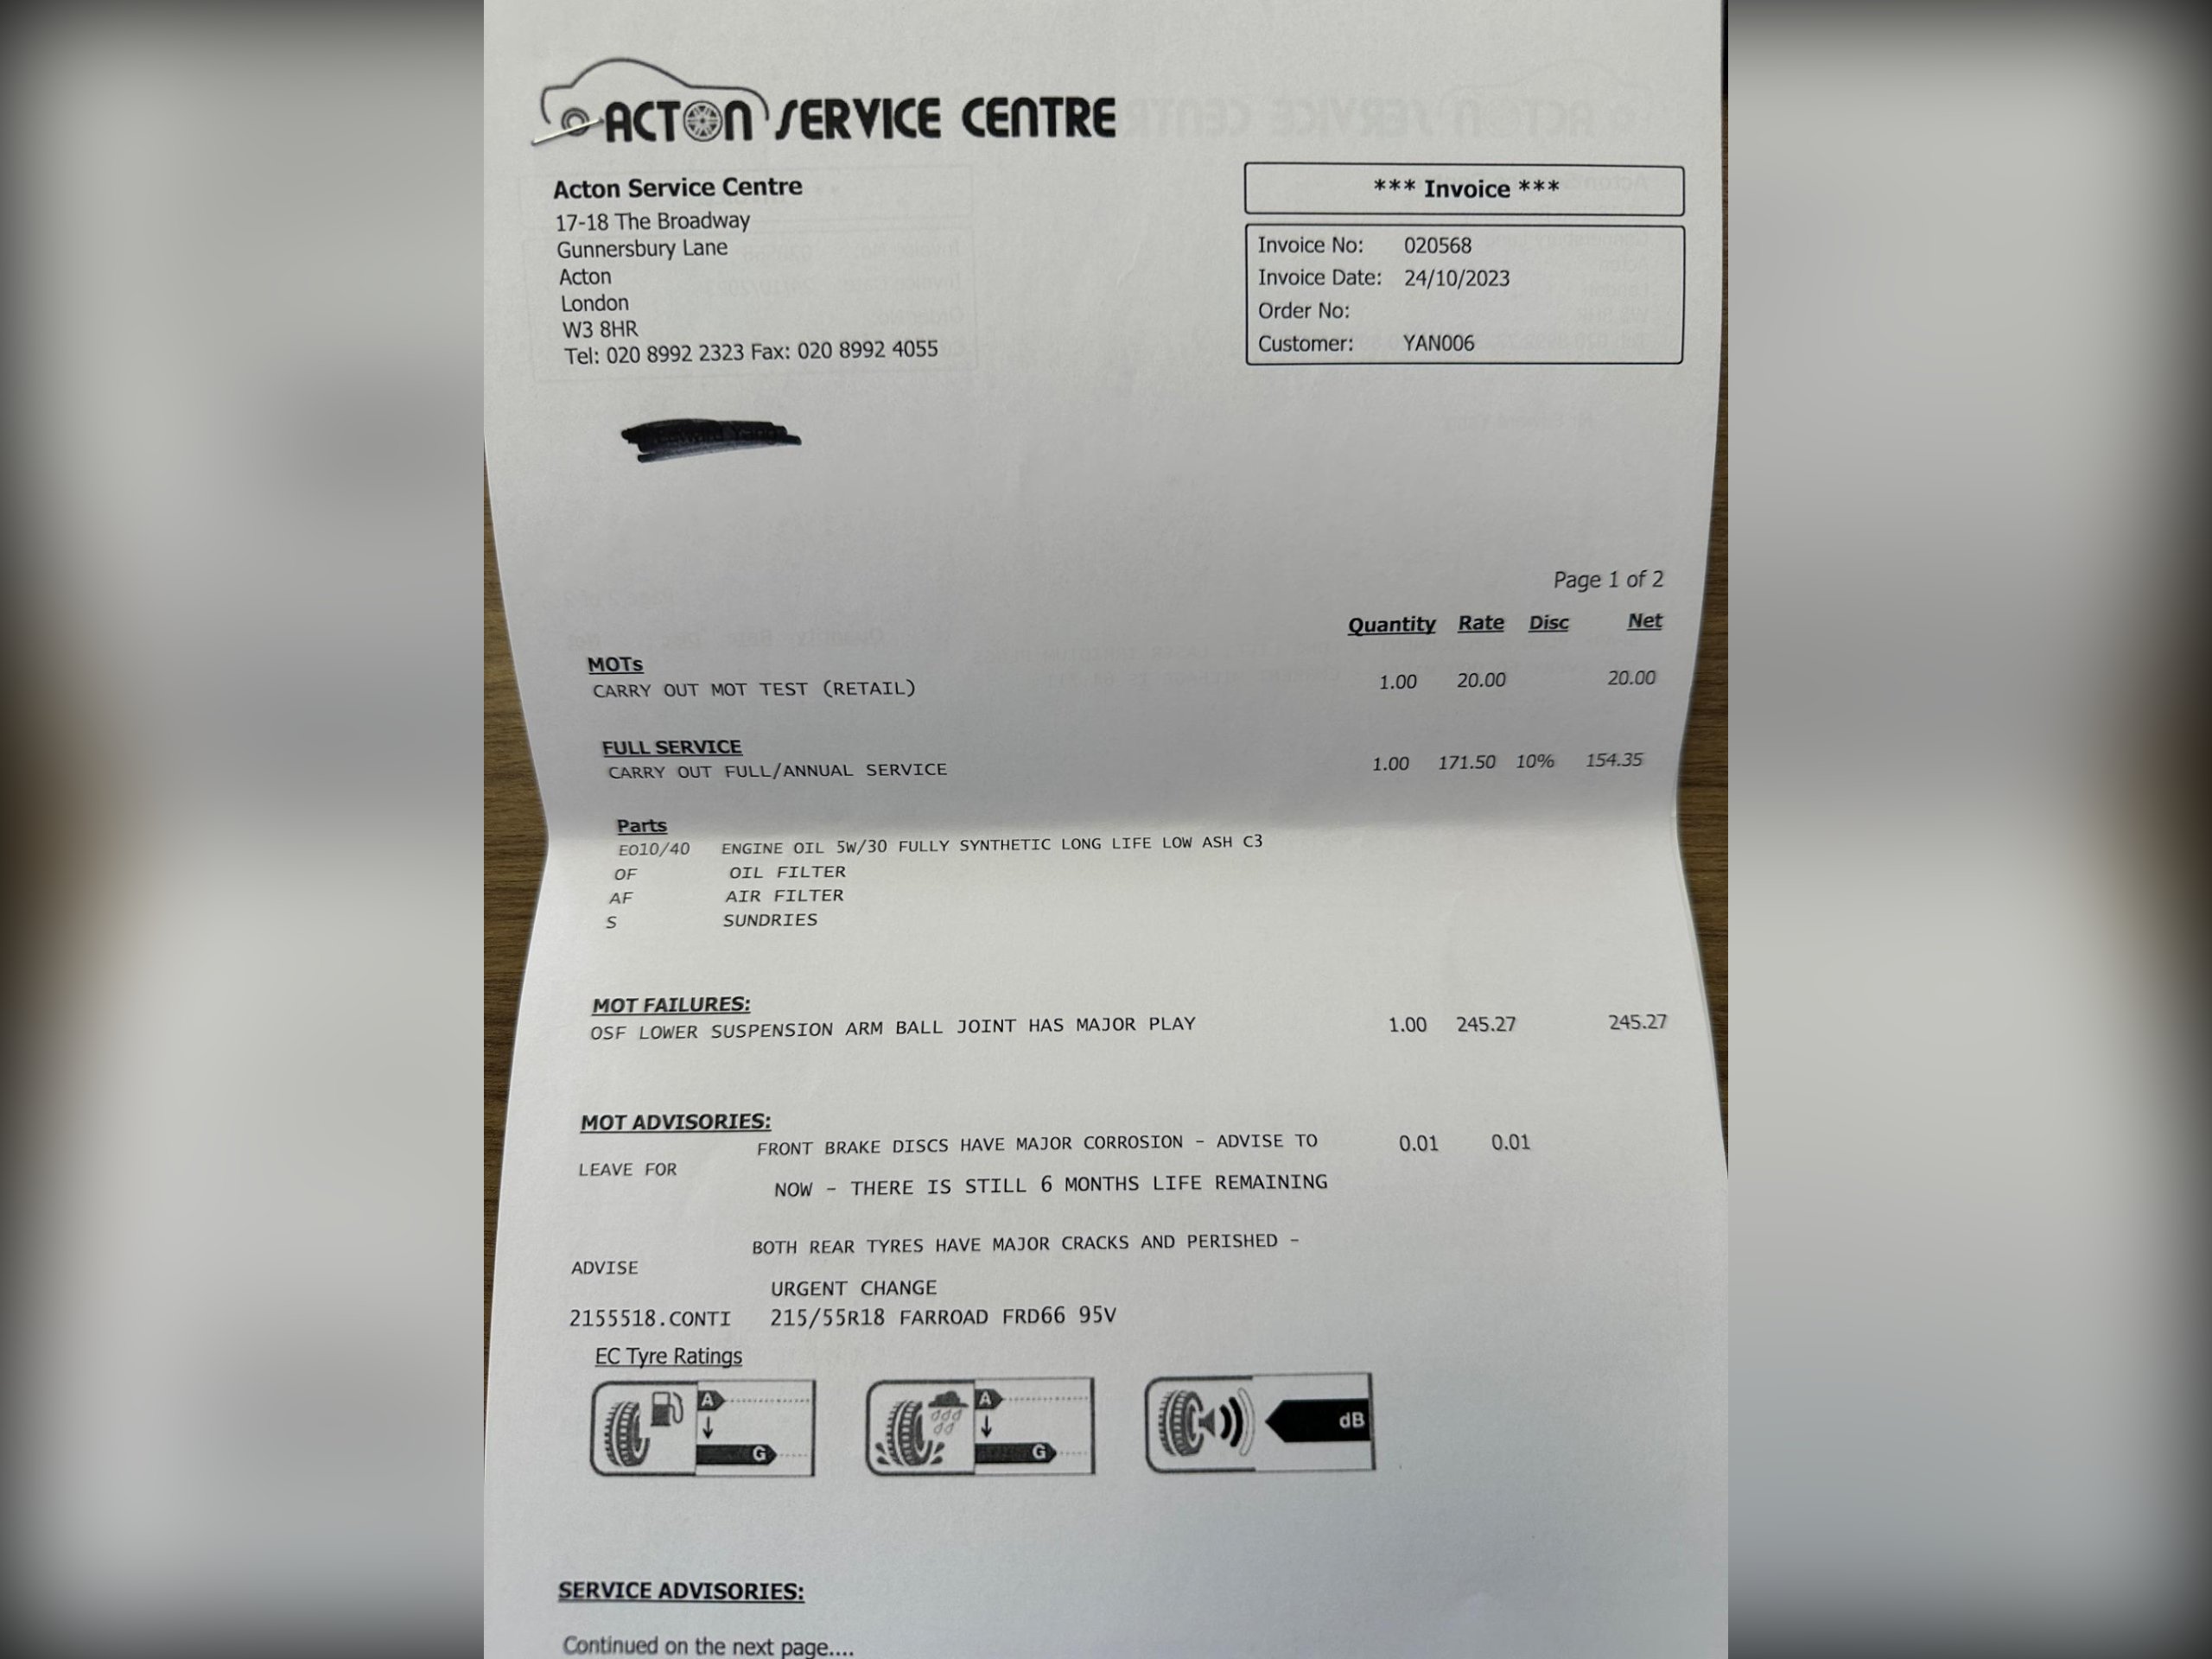 ACTON SERVICE CENTRE
Acton Service Centre
17-18 The Broadway
Gunnersbury Lane
Acton
London
W3 8HR
Tel: 020 8992 2323 Fax: 020 8992 4055
*** Invoice ***
Invoice No: 020568
Invoice Date: 24/10/2023
Order No:
Customer: YAN006
Page 1 of 2
Quantity Rate Disc Net
MOTs
CARRY OUT MOT TEST (RETAIL) 1.00 20.00 20.00
FULL SERVICE
CARRY OUT FULL/ANNUAL SERVICE 1.00 171.50 10% 154.35
Parts
EO10/40 ENGINE OIL 5W/30 FULLY SYNTHETIC LONG LIFE LOW ASH C3
OF OIL FILTER
AF AIR FILTER
S SUNDRIES
MOT FAILURES:
OSF LOWER SUSPENSION ARM BALL JOINT HAS MAJOR PLAY 1.00 245.27 245.27
MOT ADVISORIES:
FRONT BRAKE DISCS HAVE MAJOR CORROSION - ADVISE TO 0.01 0.01
LEAVE FOR
NOW - THERE IS STILL 6 MONTHS LIFE REMAINING
BOTH REAR TYRES HAVE MAJOR CRACKS AND PERISHED -
ADVISE
URGENT CHANGE
2155518.CONTI 215/55R18 FARROAD FRD66 95V
EC Tyre Ratings
A G A G dB
SERVICE ADVISORIES:
Continued on the next page....